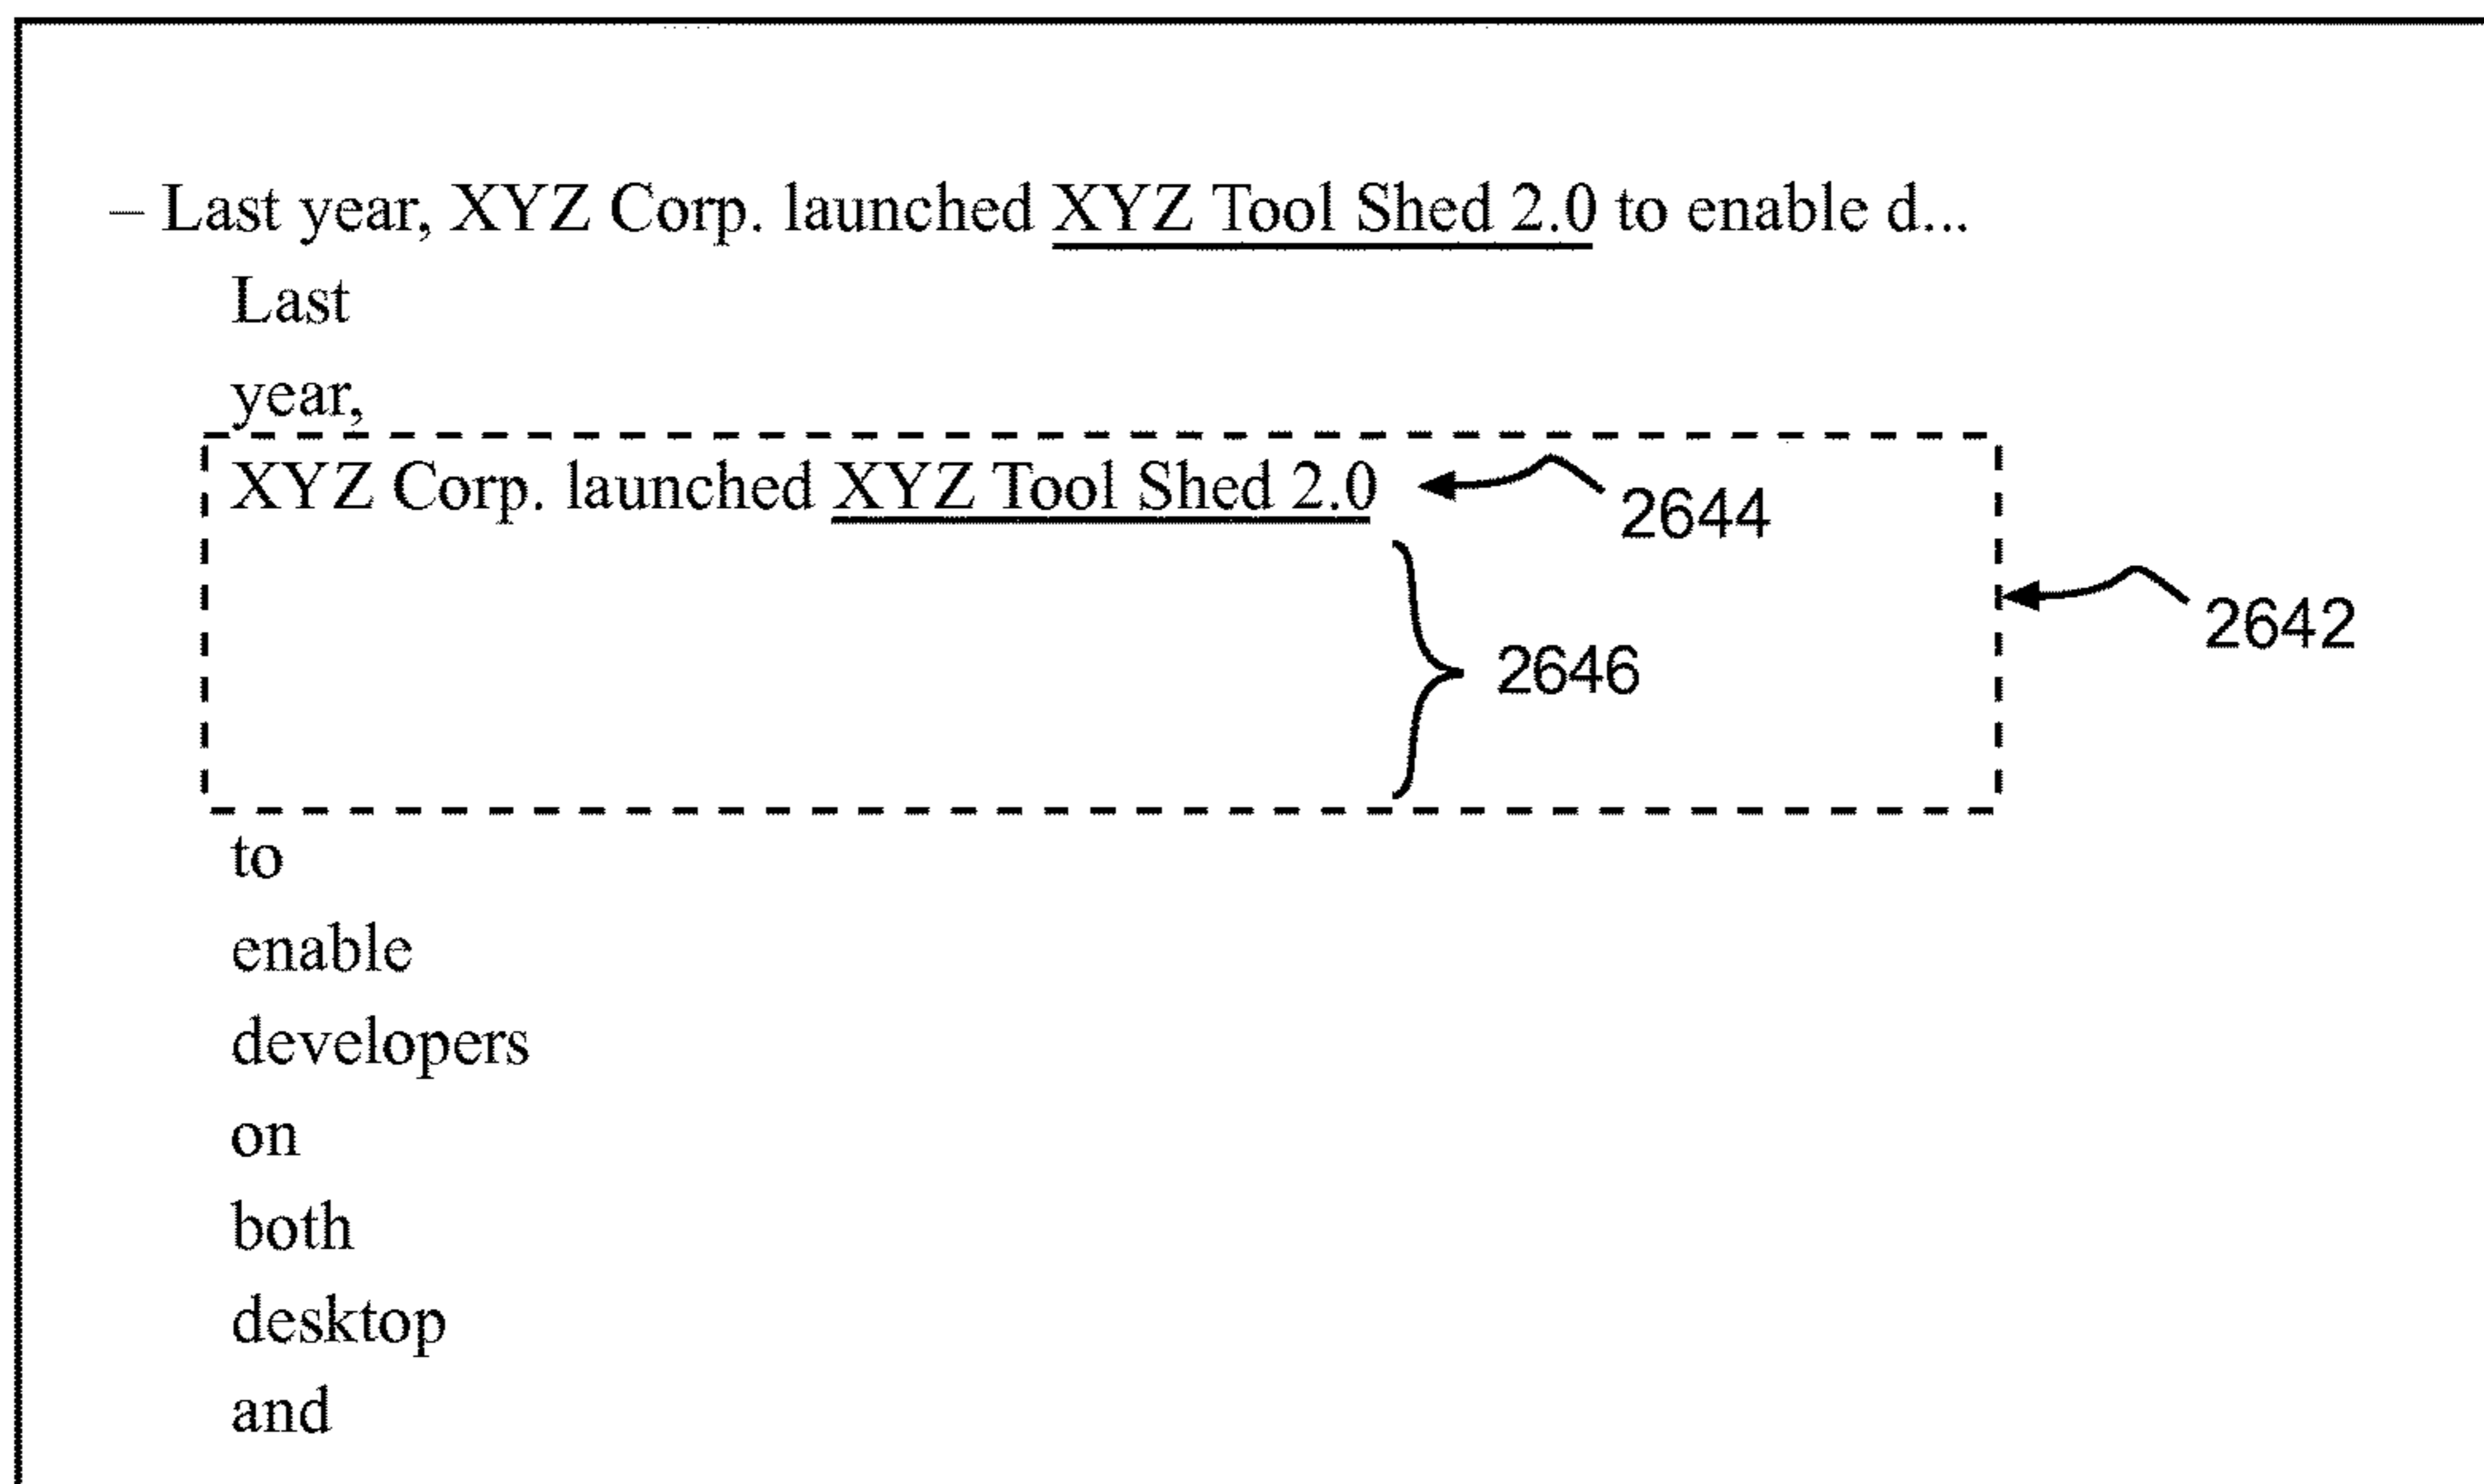 – Last year, XYZ Corp. launched XYZ Tool Shed 2.0 to enable d...
Last
year,
XYZ Corp. launched XYZ Tool Shed 2.0
2644
2642
2646
to
enable
developers
on
both
desktop
and